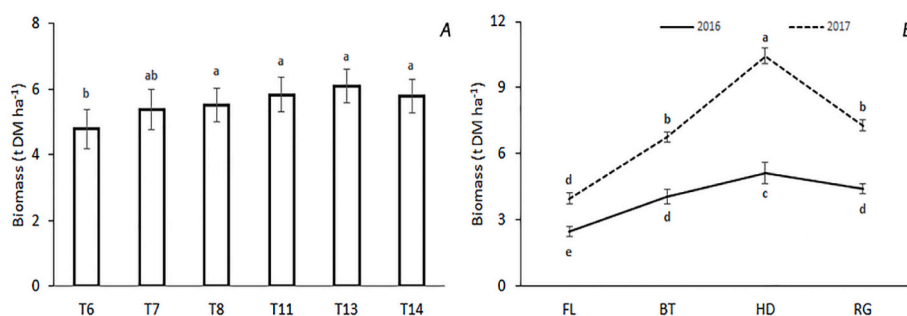 A
Biomass (t DM ha⁻¹)
8
6
4
2
0
b
ab
a
a
a
a
T6
T7
T8
T11
T13
T14
B
2016
2017
Biomass (t DM ha⁻¹)
12
9
6
3
0
d
b
a
b
e
d
c
d
FL
BT
HD
RG